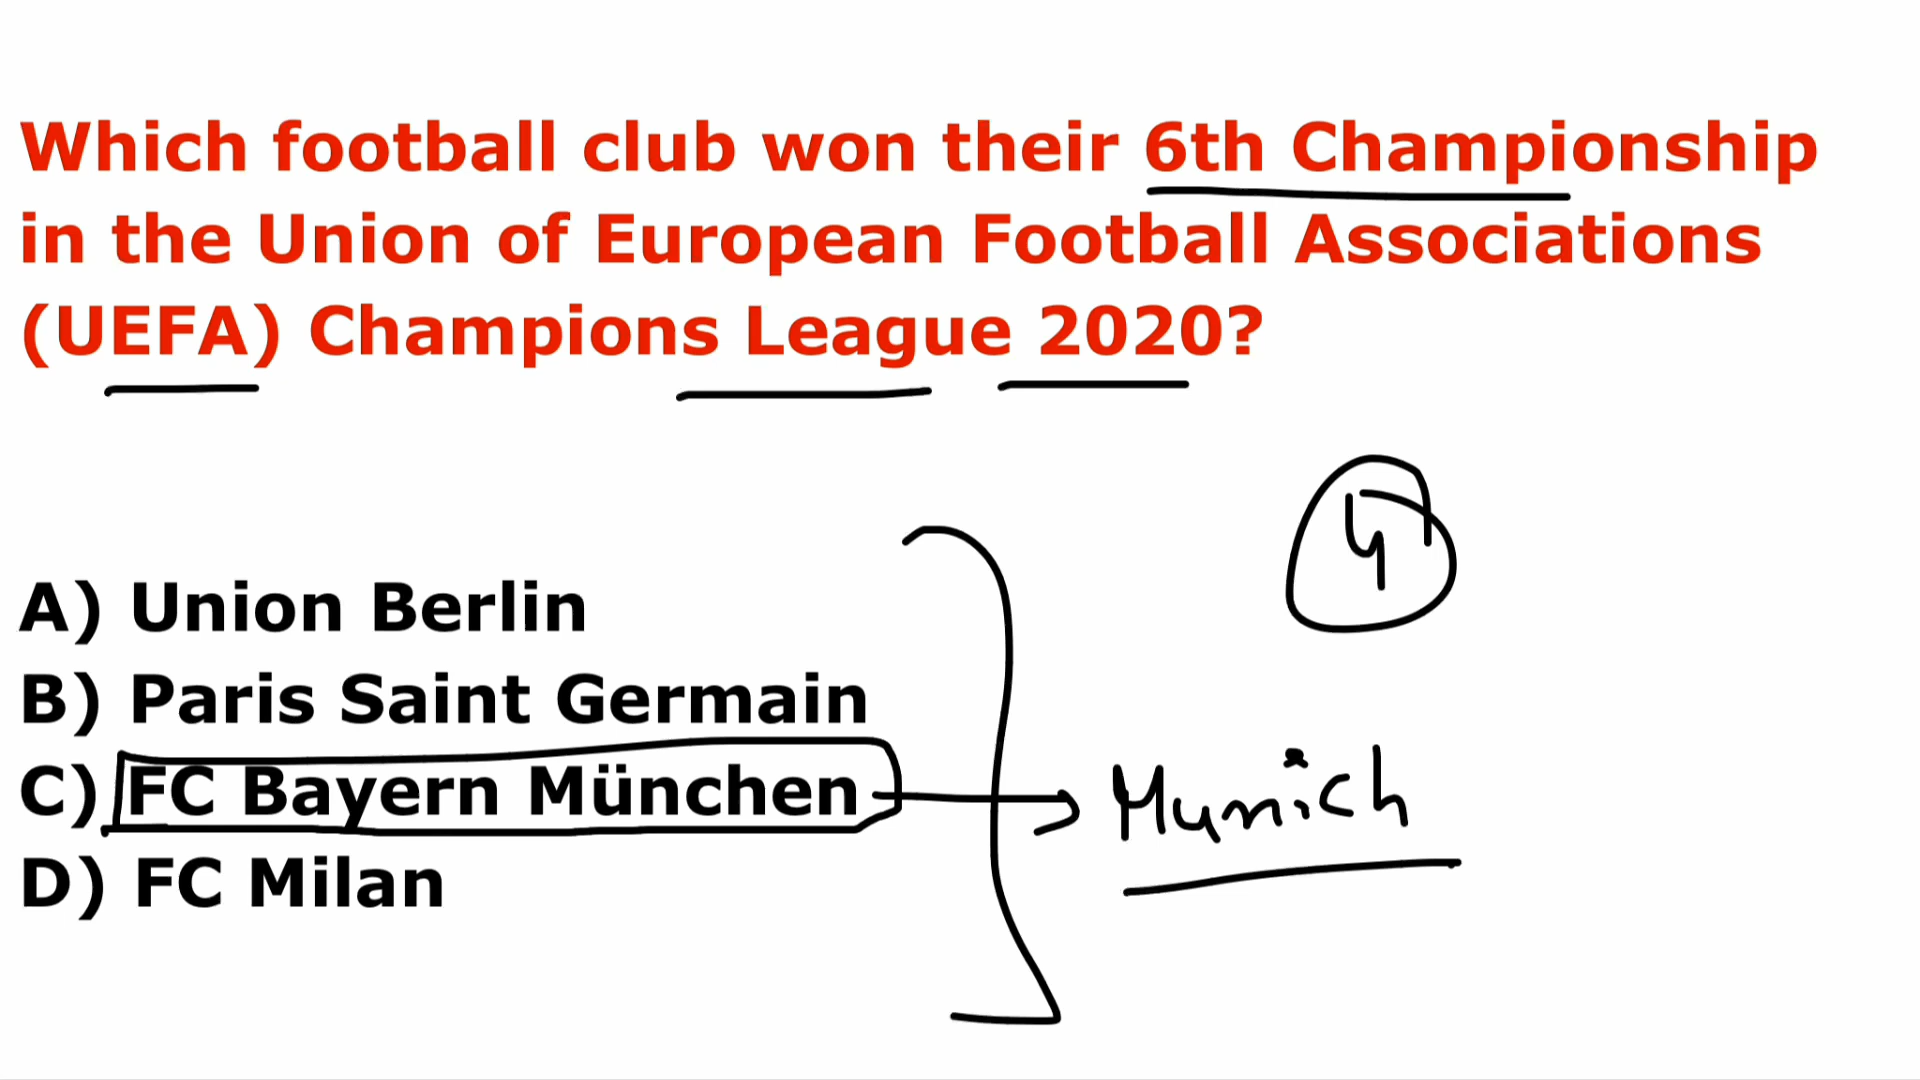 Which football club won their 6th Championship
in the Union of European Football Associations
(UEFA) Champions League 2020?
4
A) Union Berlin
B) Paris Saint Germain
C) FC Bayern München
Munich
D) FC Milan